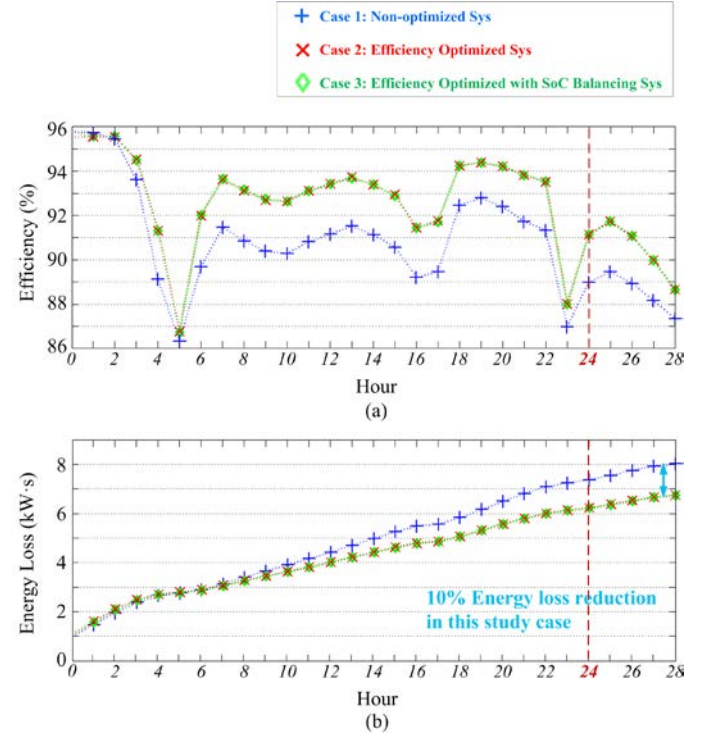 Case 1: Non-optimized Sys
Case 2: Efficiency Optimized Sys
Case 3: Efficiency Optimized with SoC Balancing Sys
96
94
92
90
88
86
Efficiency (%)
0 2 4 6 8 10 12 14 16 18 20 22 24 26 28
Hour
(a)
8
6
4
2
0
Energy Loss (kW·s)
10% Energy loss reduction
in this study case
0 2 4 6 8 10 12 14 16 18 20 22 24 26 28
Hour
(b)